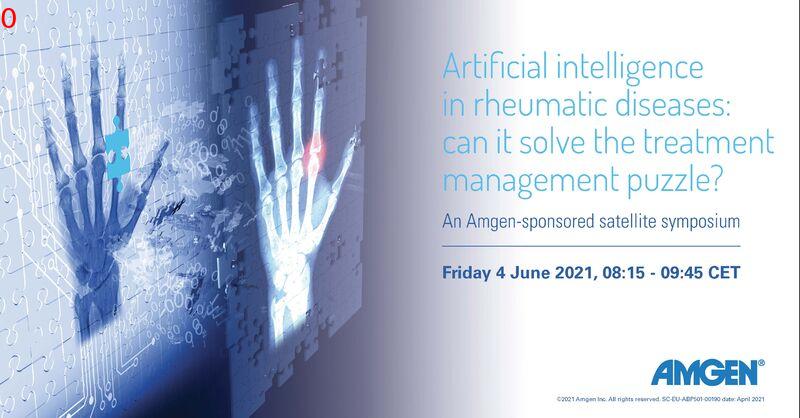 0
Artificial intelligence
in rheumatic diseases:
can it solve the treatment
management puzzle?
An Amgen-sponsored satellite symposium
Friday 4 June 2021, 08:15 - 09:45 CET
AMGEN®
©2021 Amgen Inc. All rights reserved. SC-EU-ABP501-00190 date: April 2021